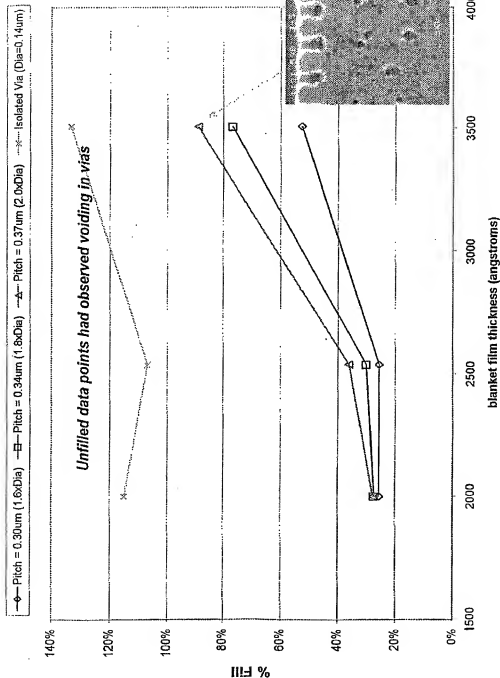 Pitch = 0.30um (1.6xDia) Pitch = 0.34um (1.8xDia) Pitch = 0.37um (2.0xDia) Isolated Via (Dia=0.14um)
140%
120%
100%
80%
60%
40%
20%
0%
% Fill
Unfilled data points had observed voiding in vias
1500 2000 2500 3000 3500 4000
blanket film thickness (angstroms)